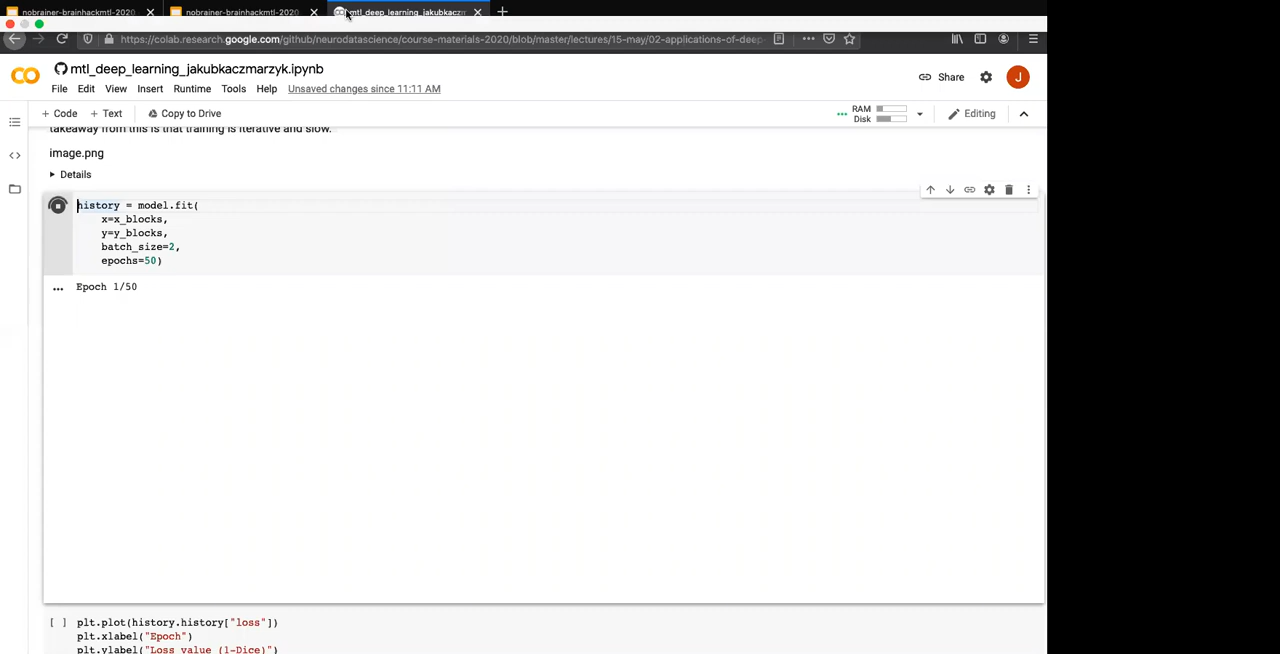 nobrainer-brainhackmtl-2020
nobrainer-brainhackmtl-2020
mtl_deep_learning_jakubkaczm
https://colab.research.google.com/github/neurodatascience/course-materials-2020/blob/master/lectures/15-may/02-applications-of-deep-
mtl_deep_learning_jakubkaczmarzyk.ipynb
Share
J
File Edit View Insert Runtime Tools Help Unsaved changes since 11:11 AM
+ Code + Text Copy to Drive
RAM
Disk
Editing
takeaway from this is that training is iterative and slow.
image.png
Details
history = model.fit(
x=x_blocks,
y=y_blocks,
batch_size=2,
epochs=50)
... Epoch 1/50
[ ] plt.plot(history.history["loss"])
plt.xlabel("Epoch")
plt.ylabel("Loss value (1-Dice)")